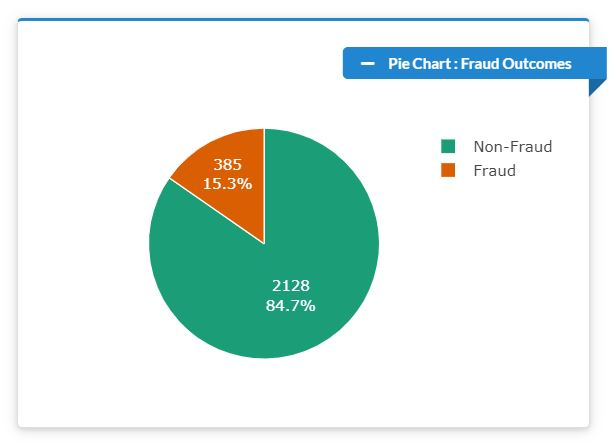 Pie Chart : Fraud Outcomes
Non-Fraud
Fraud
385
15.3%
2128
84.7%